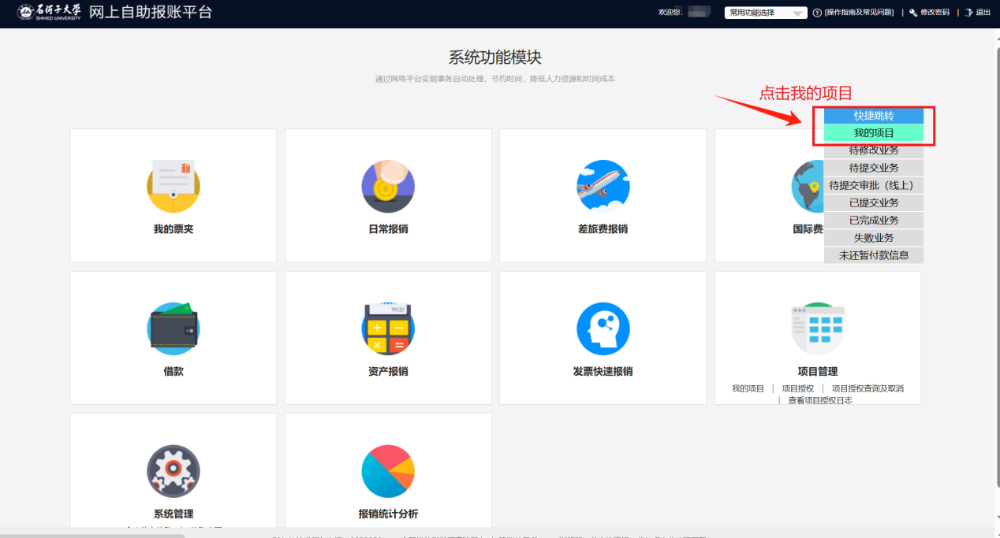 石河子大学
SHIHEZI UNIVERSITY
网上自助报账平台
欢迎您:
常用功能选择
[操作指南及常见问题]
|
修改密码
|
退出
系统功能模块
通过网络平台实现事务自动处理，节约时间，降低人力资源和时间成本
点击我的项目
快捷跳转
我的项目
待修改业务
待提交业务
待提交审批（线上）
已提交业务
已完成业务
失败业务
未还暂付款信息
我的票夹
日常报销
差旅费报销
国际费
借款
资产报销
发票快速报销
项目管理
我的项目 | 项目授权 | 项目授权查询及取消
| 查看项目授权日志
系统管理
报销统计分析